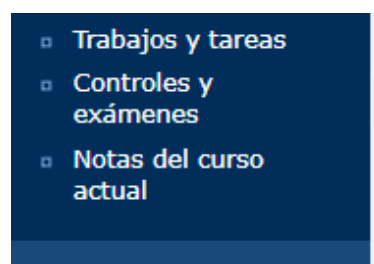 Trabajos y tareas
Controles y
exámenes
Notas del curso
actual